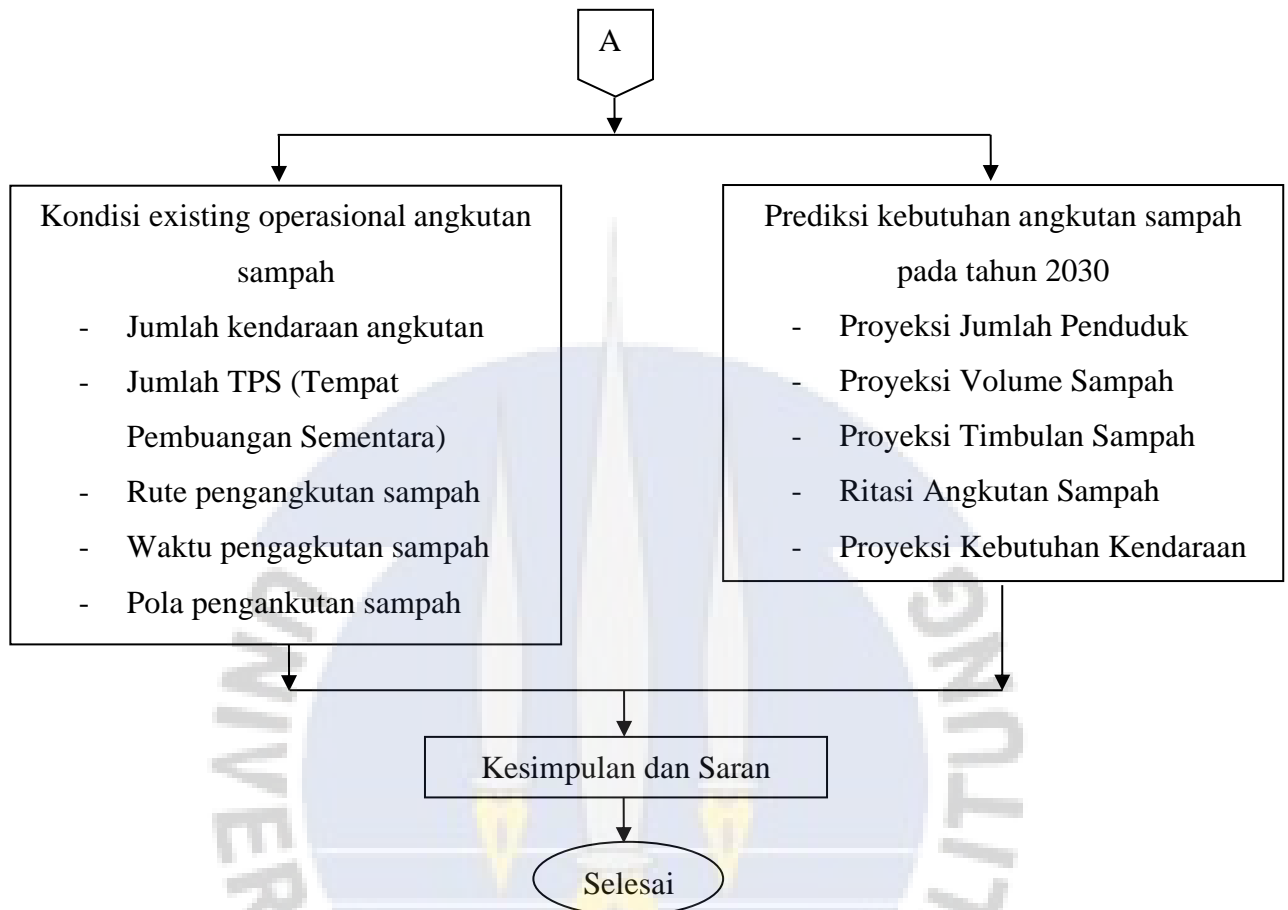 A
Kondisi existing operasional angkutan
sampah
- Jumlah kendaraan angkutan
- Jumlah TPS (Tempat
Pembuangan Sementara)
- Rute pengangkutan sampah
- Waktu pengagkutan sampah
- Pola pengankutan sampah
Prediksi kebutuhan angkutan sampah
pada tahun 2030
- Proyeksi Jumlah Penduduk
- Proyeksi Volume Sampah
- Proyeksi Timbulan Sampah
- Ritasi Angkutan Sampah
- Proyeksi Kebutuhan Kendaraan
Kesimpulan dan Saran
Selesai
UNIVER